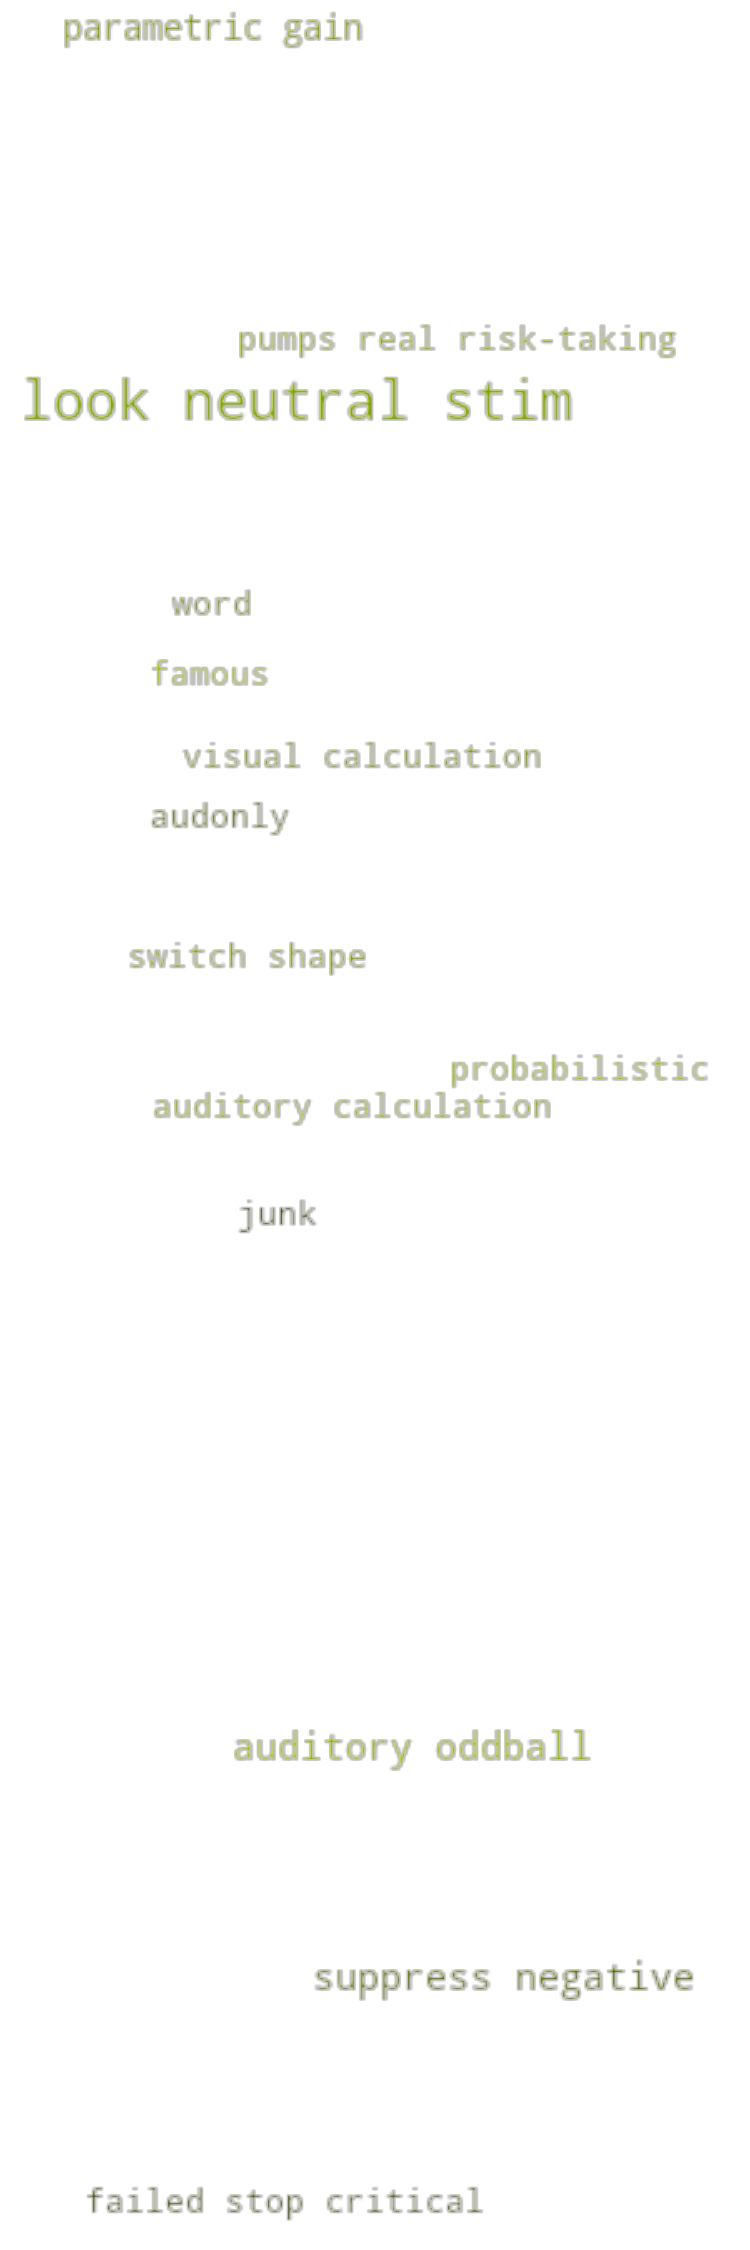 parametric gain
pumps real risk-taking
look neutral stim
word
famous
visual calculation
audonly
switch shape
probabilistic
auditory calculation
junk
auditory oddball
suppress negative
failed stop critical